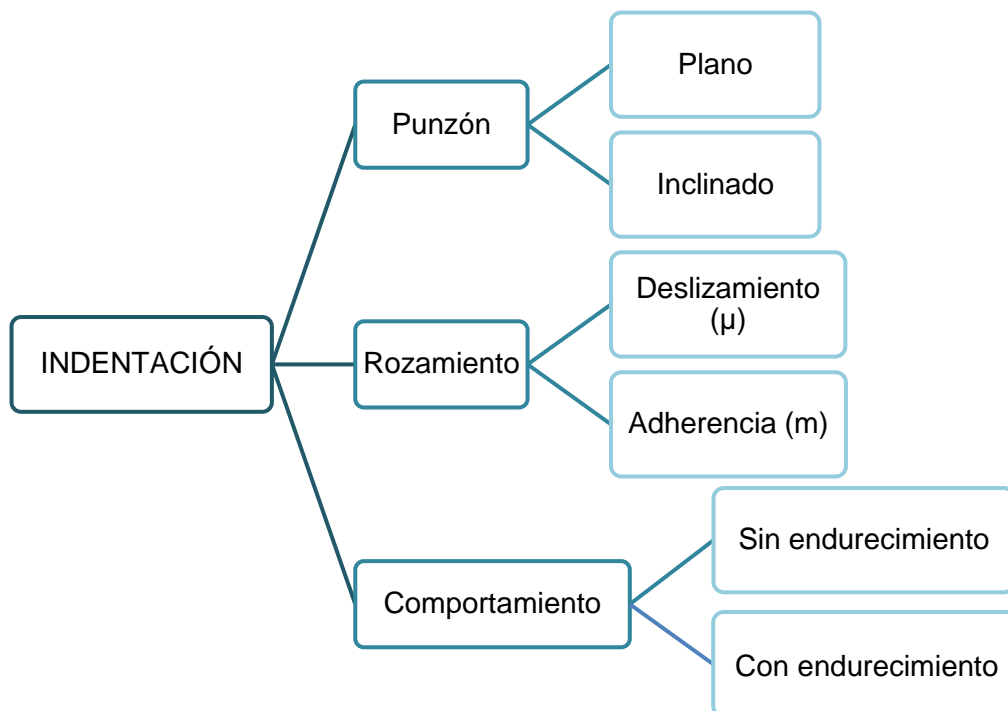 INDENTACIÓN
Punzón
Plano
Inclinado
Rozamiento
Deslizamiento
(μ)
Adherencia (m)
Comportamiento
Sin endurecimiento
Con endurecimiento